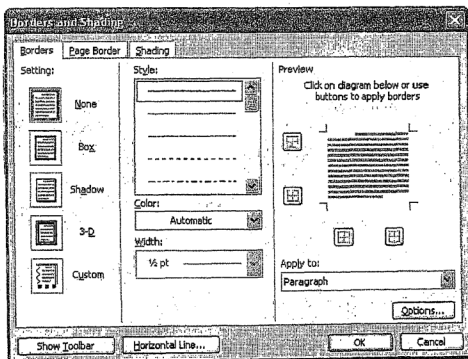 Borders and Shading
Borders
Page Border
Shading
Setting:
None
Box
Shadow
3-D
Custom
Style:
Color:
Automatic
Width:
½ pt
Preview
Click on diagram below or use
buttons to apply borders
Apply to:
Paragraph
Options...
Show Toolbar
Horizontal Line...
OK
Cancel